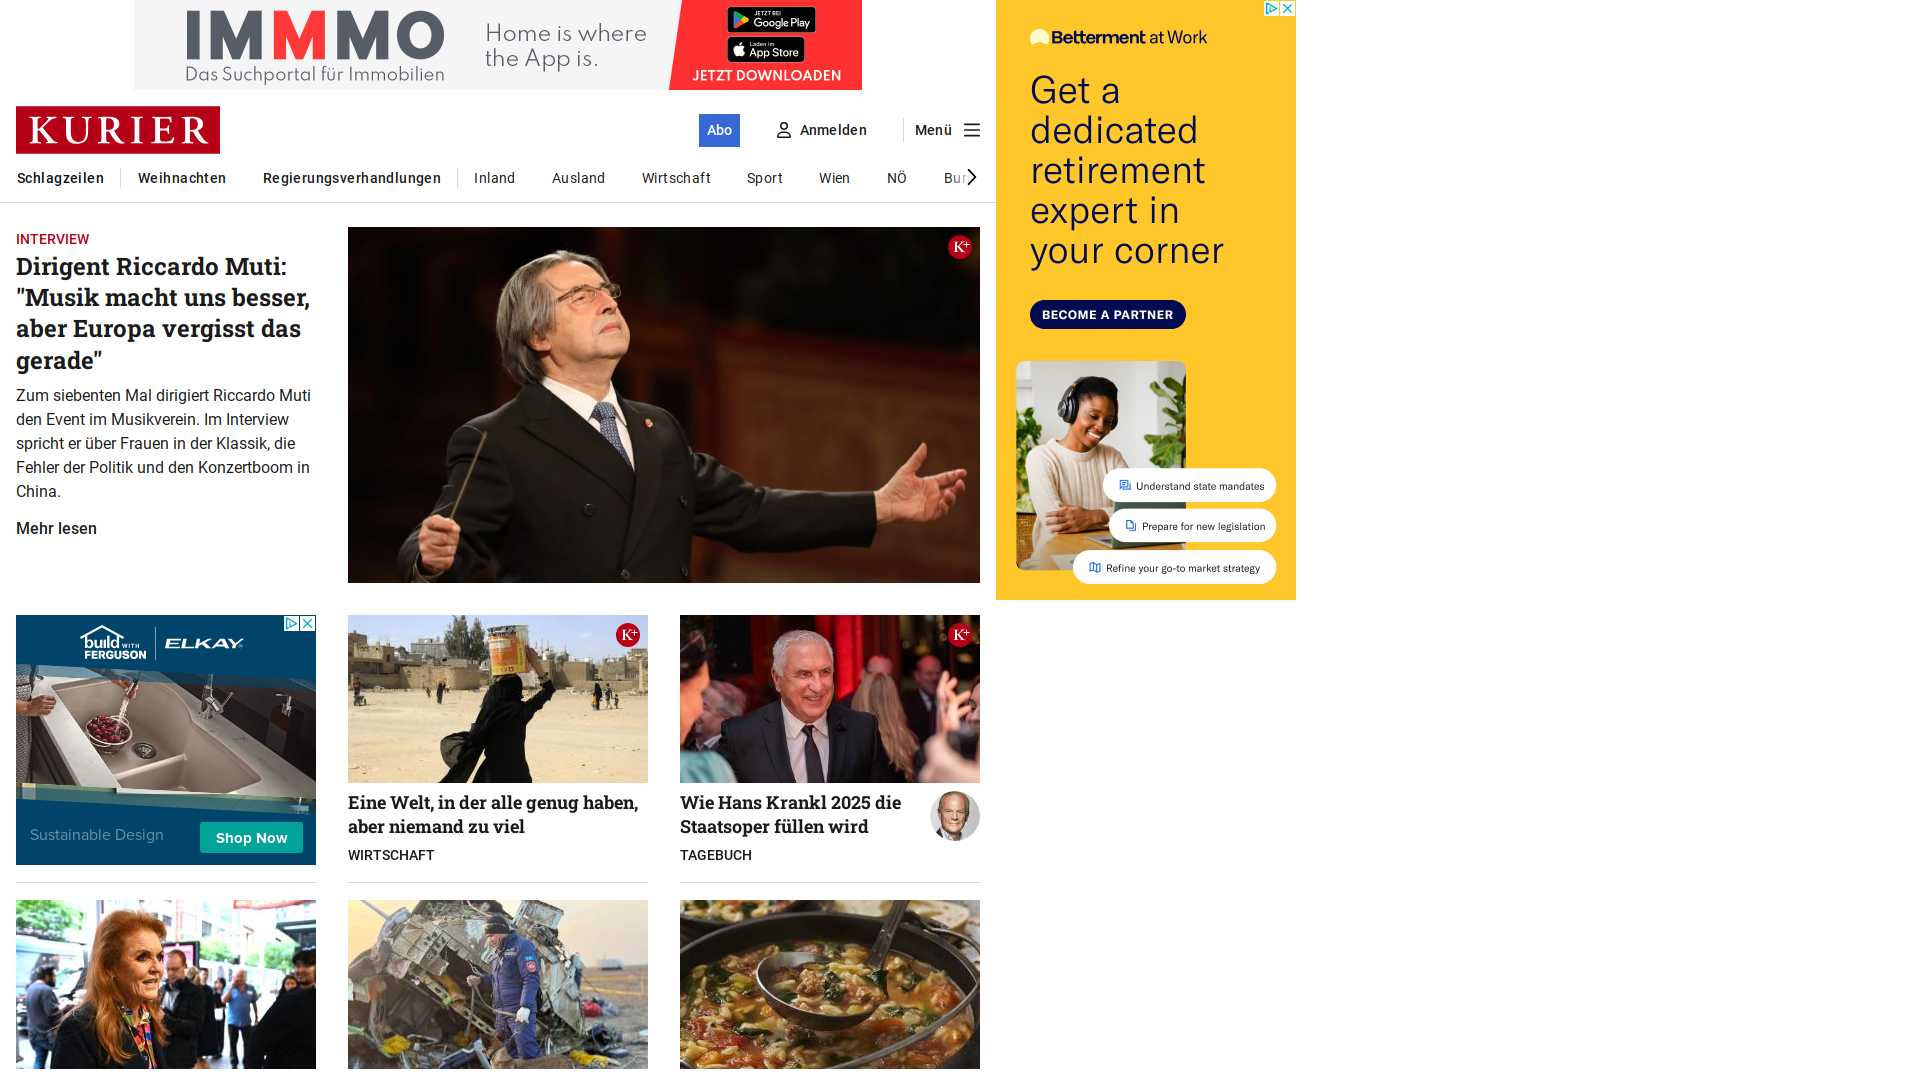 IMMMO
Das Suchportal für Immobilien
Home is where
the App is.
JETZT BEI
Google Play
Laden im
App Store
JETZT DOWNLOADEN
KURIER
Abo
Anmelden
Menü
Schlagzeilen
Weihnachten
Regierungsverhandlungen
Inland
Ausland
Wirtschaft
Sport
Wien
NÖ
Bur
INTERVIEW
Dirigent Riccardo Muti:
"Musik macht uns besser,
aber Europa vergisst das
gerade"
Zum siebenten Mal dirigiert Riccardo Muti
den Event im Musikverein. Im Interview
spricht er über Frauen in der Klassik, die
Fehler der Politik und den Konzertboom in
China.
Mehr lesen
K+
Betterment at Work
Get a
dedicated
retirement
expert in
your corner
BECOME A PARTNER
Understand state mandates
Prepare for new legislation
Refine your go-to market strategy
build WITH
FERGUSON
ELKAY
Sustainable Design
Shop Now
K+
Eine Welt, in der alle genug haben,
aber niemand zu viel
WIRTSCHAFT
K+
Wie Hans Krankl 2025 die
Staatsoper füllen wird
TAGEBUCH